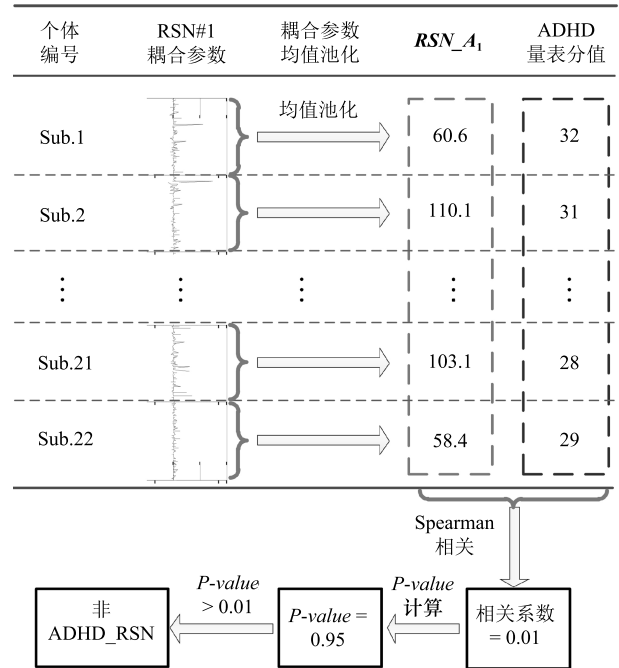 个体 RSN#1 耦合参数 RSN_A1 ADHD
编号 耦合参数 均值池化 量表分值
均值池化
Sub.1 60.6 32
Sub.2 110.1 31
⋮ ⋮ ⋮ ⋮ ⋮
Sub.21 103.1 28
Sub.22 58.4 29
Spearman
相关
P-value
> 0.01
P-value
计算
非
ADHD_RSN
P-value =
0.95
相关系数
= 0.01